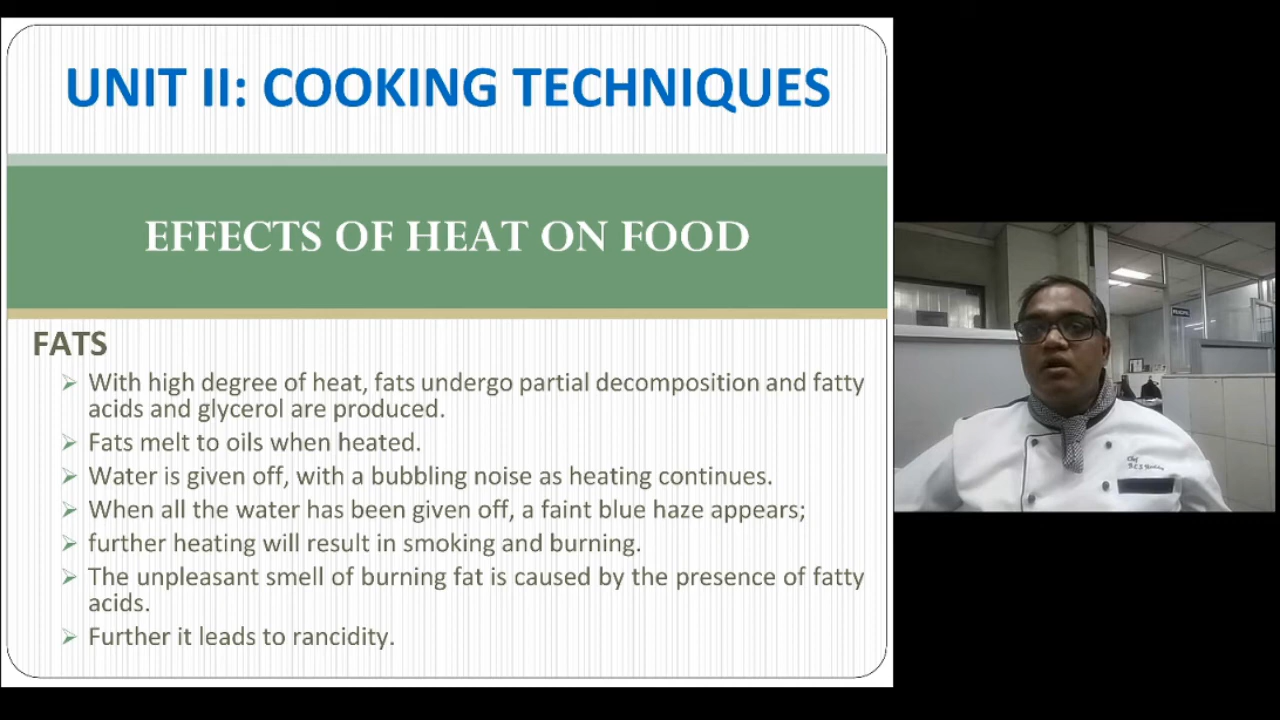 UNIT II: COOKING TECHNIQUES
EFFECTS OF HEAT ON FOOD
FATS
With high degree of heat, fats undergo partial decomposition and fatty
acids and glycerol are produced.
Fats melt to oils when heated.
Water is given off, with a bubbling noise as heating continues.
When all the water has been given off, a faint blue haze appears;
further heating will result in smoking and burning.
The unpleasant smell of burning fat is caused by the presence of fatty
acids.
Further it leads to rancidity.
Chef